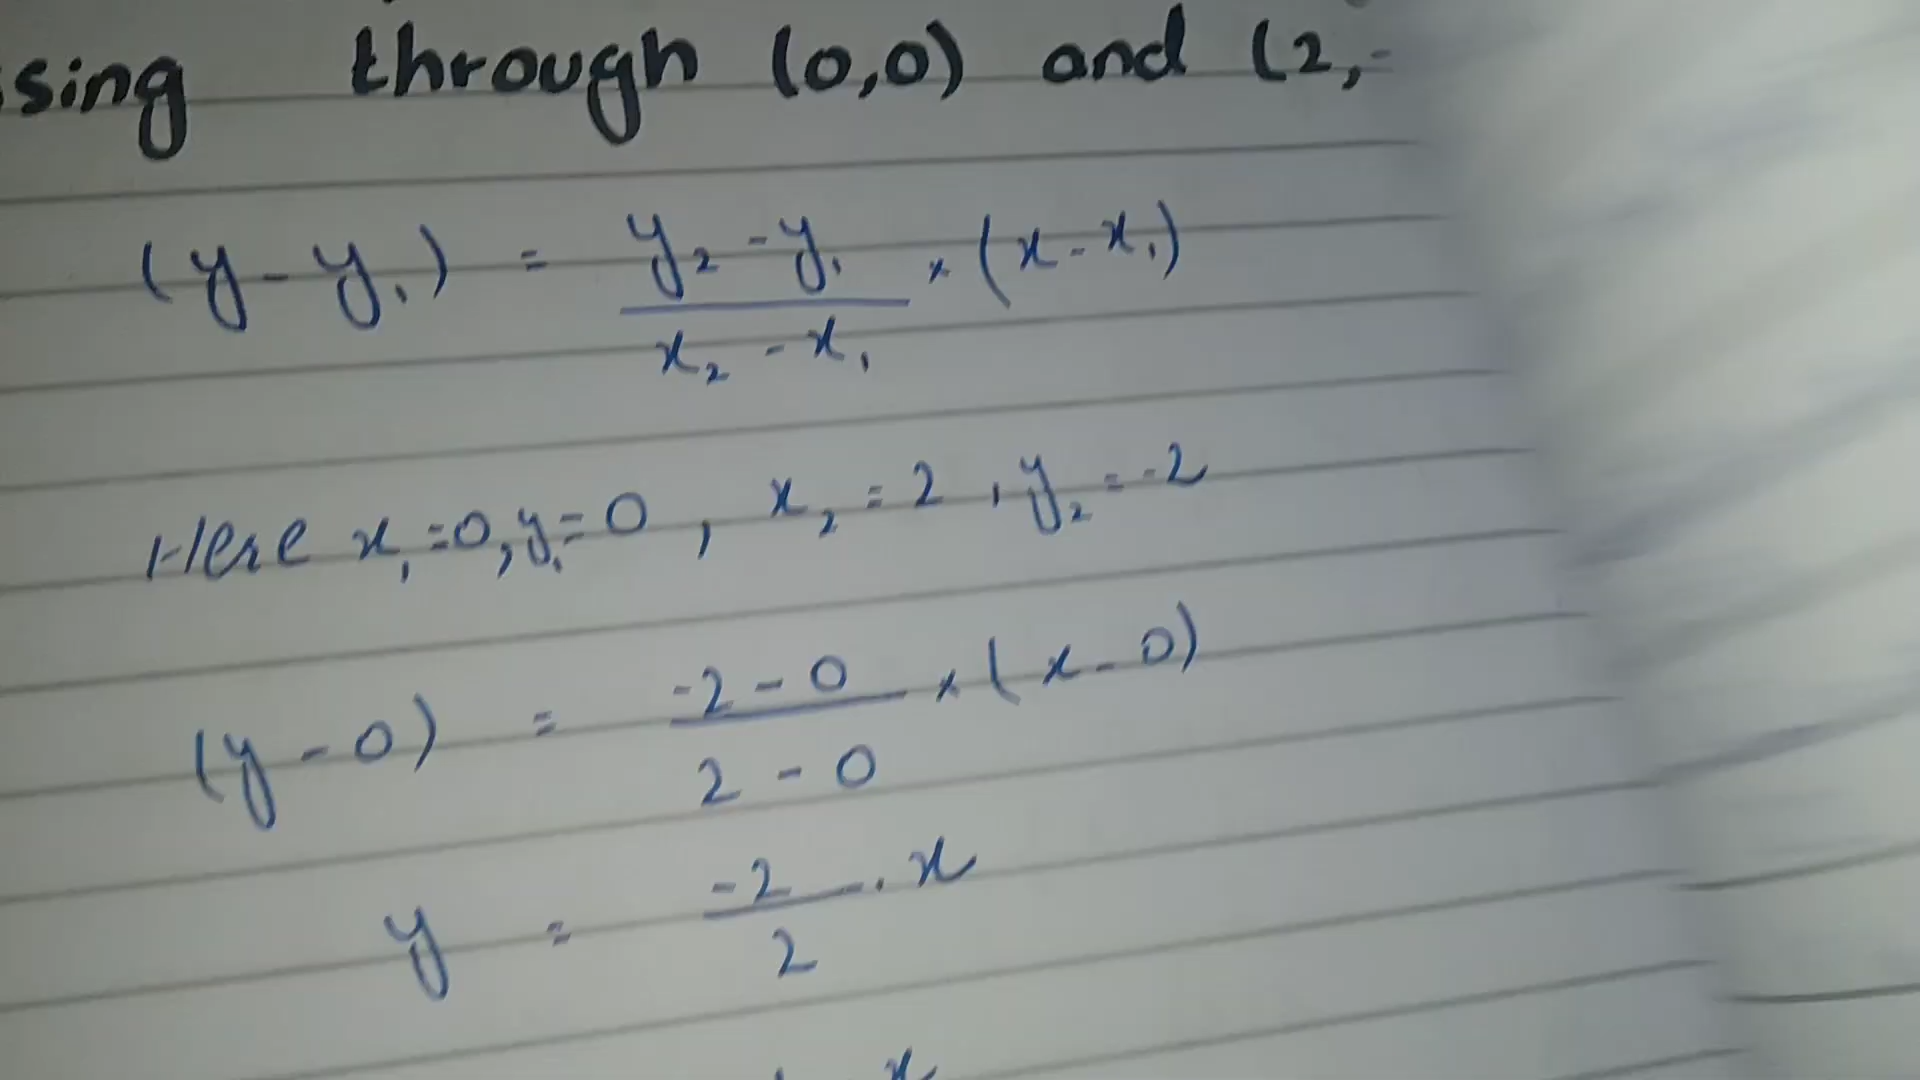 sing through (0,0) and (2,-
(y - y₁) = y₂ - y₁ / x₂ - x₁ × (x - x₁)
Here x₁ = 0, y₁ = 0, x₂ = 2, y₂ = -2
(y - 0) = -2 - 0 / 2 - 0 × (x - 0)
y = -2 / 2 . x
x